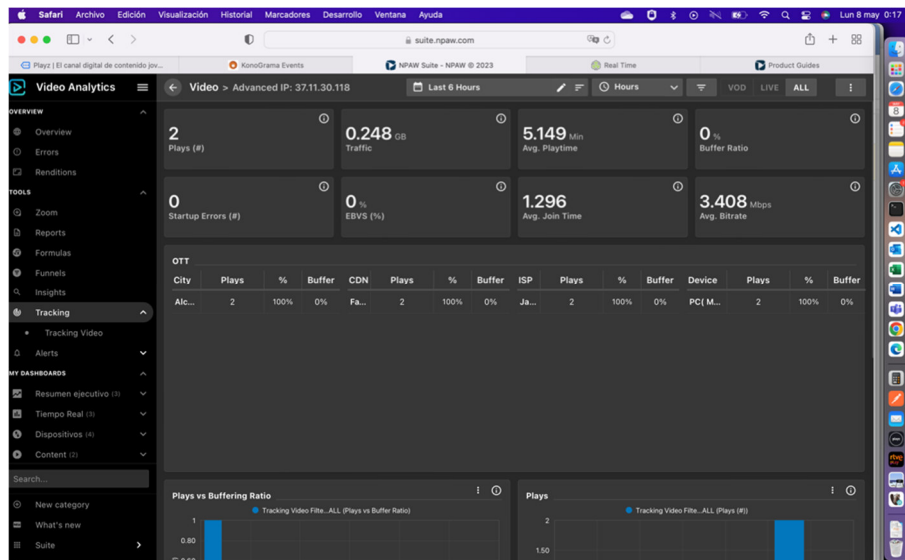 Safari Archivo Edición Visualización Historial Marcadores Desarrollo Ventana Ayuda Lun 8 may 0:17
suite.npaw.com
Playz | El canal digital de contenido jov... KonoGrama Events NPAW Suite - NPAW © 2023 Real Time Product Guides
Video Analytics Video > Advanced IP: 37.11.30.118 Last 6 Hours Hours VOD LIVE ALL
OVERVIEW
Overview
Errors
Renditions
TOOLS
Zoom
Reports
Formulas
Funnels
Insights
Tracking
Tracking Video
Alerts
MY DASHBOARDS
Resumen ejecutivo (3)
Tiempo Real (3)
Dispositivos (4)
Content (2)
Search...
New category
What's new
Suite
2 0.248 GB 5.149 Min 0 %
Plays (#) Traffic Avg. Playtime Buffer Ratio
0 0 % 1.296 3.408 Mbps
Startup Errors (#) EBVS (%) Avg. Join Time Avg. Bitrate
OTT
City Plays % Buffer CDN Plays % Buffer ISP Plays % Buffer Device Plays % Buffer
Alc... 2 100% 0% Fa... 2 100% 0% Ja... 2 100% 0% PC( M... 2 100% 0%
Plays vs Buffering Ratio
Tracking Video Filte...ALL (Plays vs Buffer Ratio)
1
0.80
Plays
Tracking Video Filte...ALL (Plays (#))
2
1.50
8
rtve